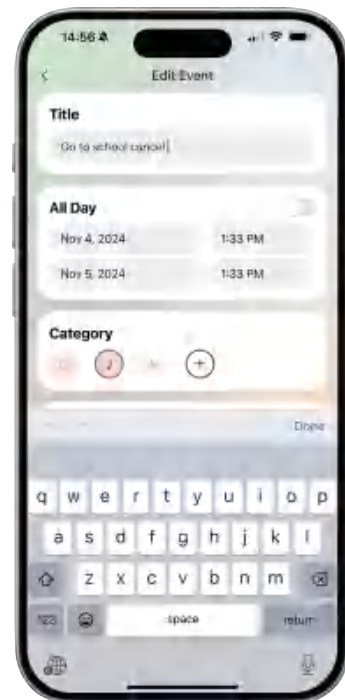 14:56
Edit Event
Title
Go to school cancel
All Day
Nov 4, 2024 1:33 PM
Nov 5, 2024 1:33 PM
Category
+
Done
q w e r t y u i o p
a s d f g h j k l
z x c v b n m
123 space return